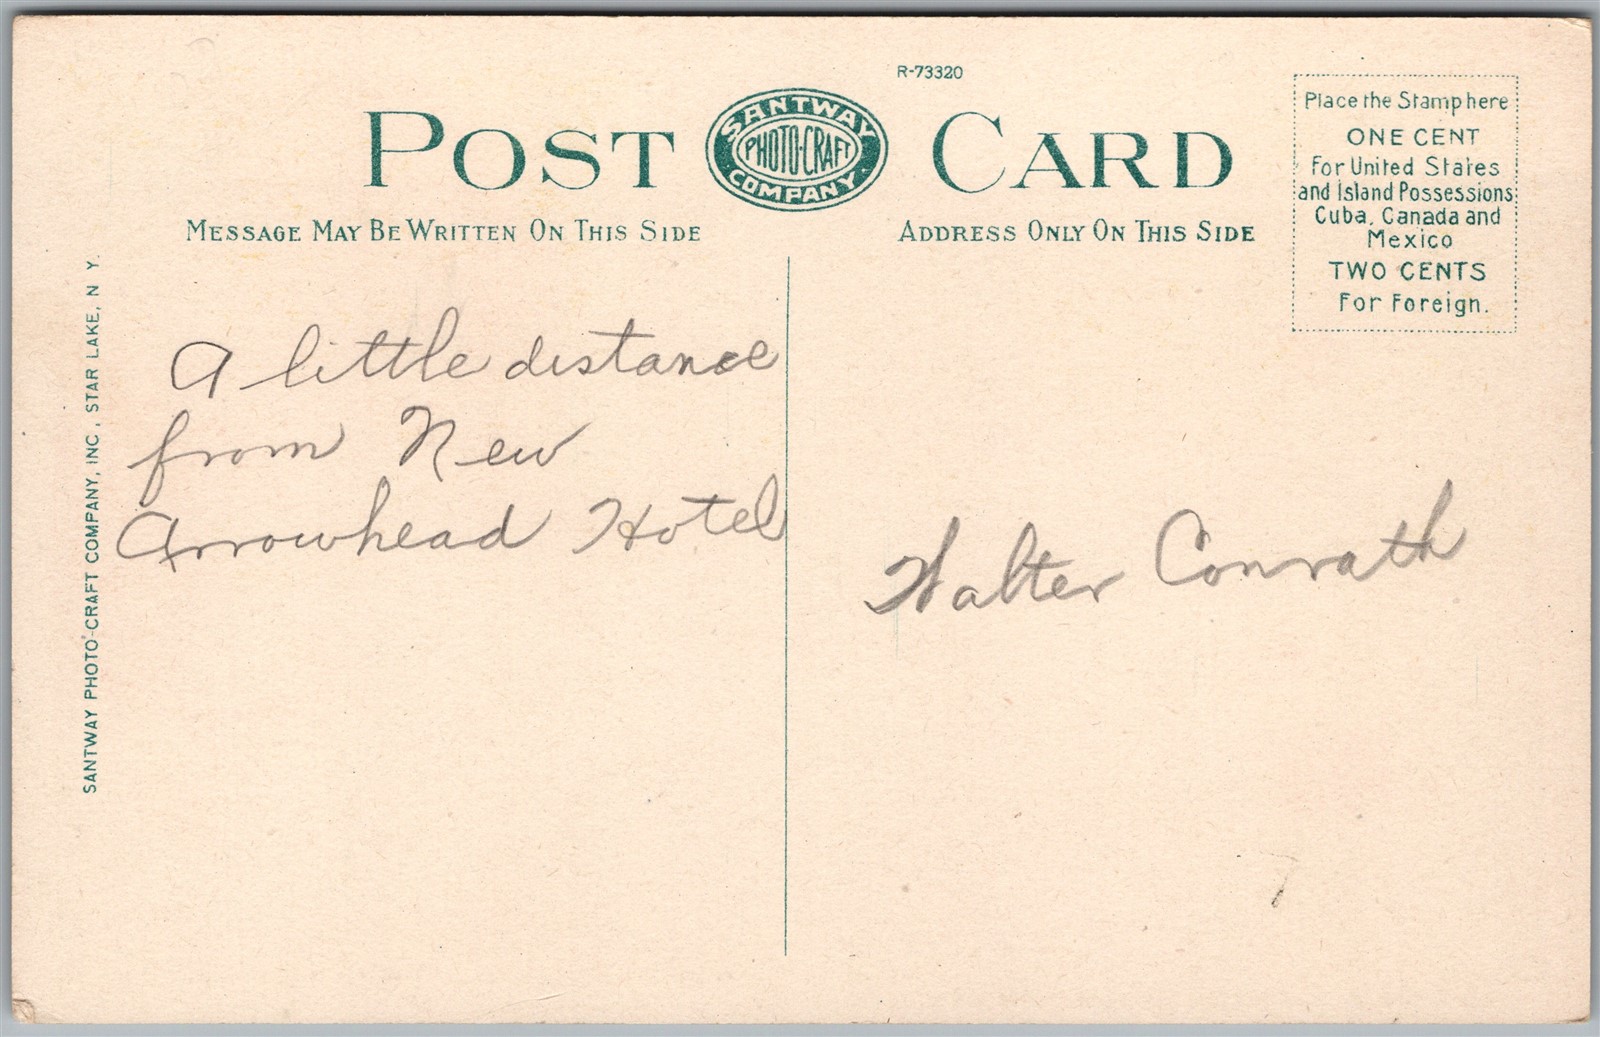 R-73320
POST CARD
SANTWAY
PHOTO-CRAFT
COMPANY.
MESSAGE MAY BE WRITTEN ON THIS SIDE
ADDRESS ONLY ON THIS SIDE
Place the Stamp here
ONE CENT
For United States
and Island Possessions
Cuba, Canada and
Mexico
TWO CENTS
For Foreign.
SANTWAY PHOTO-CRAFT COMPANY, INC., STAR LAKE, N. Y.
A little distance
from New
Arrowhead Hotel
Walter Conrath